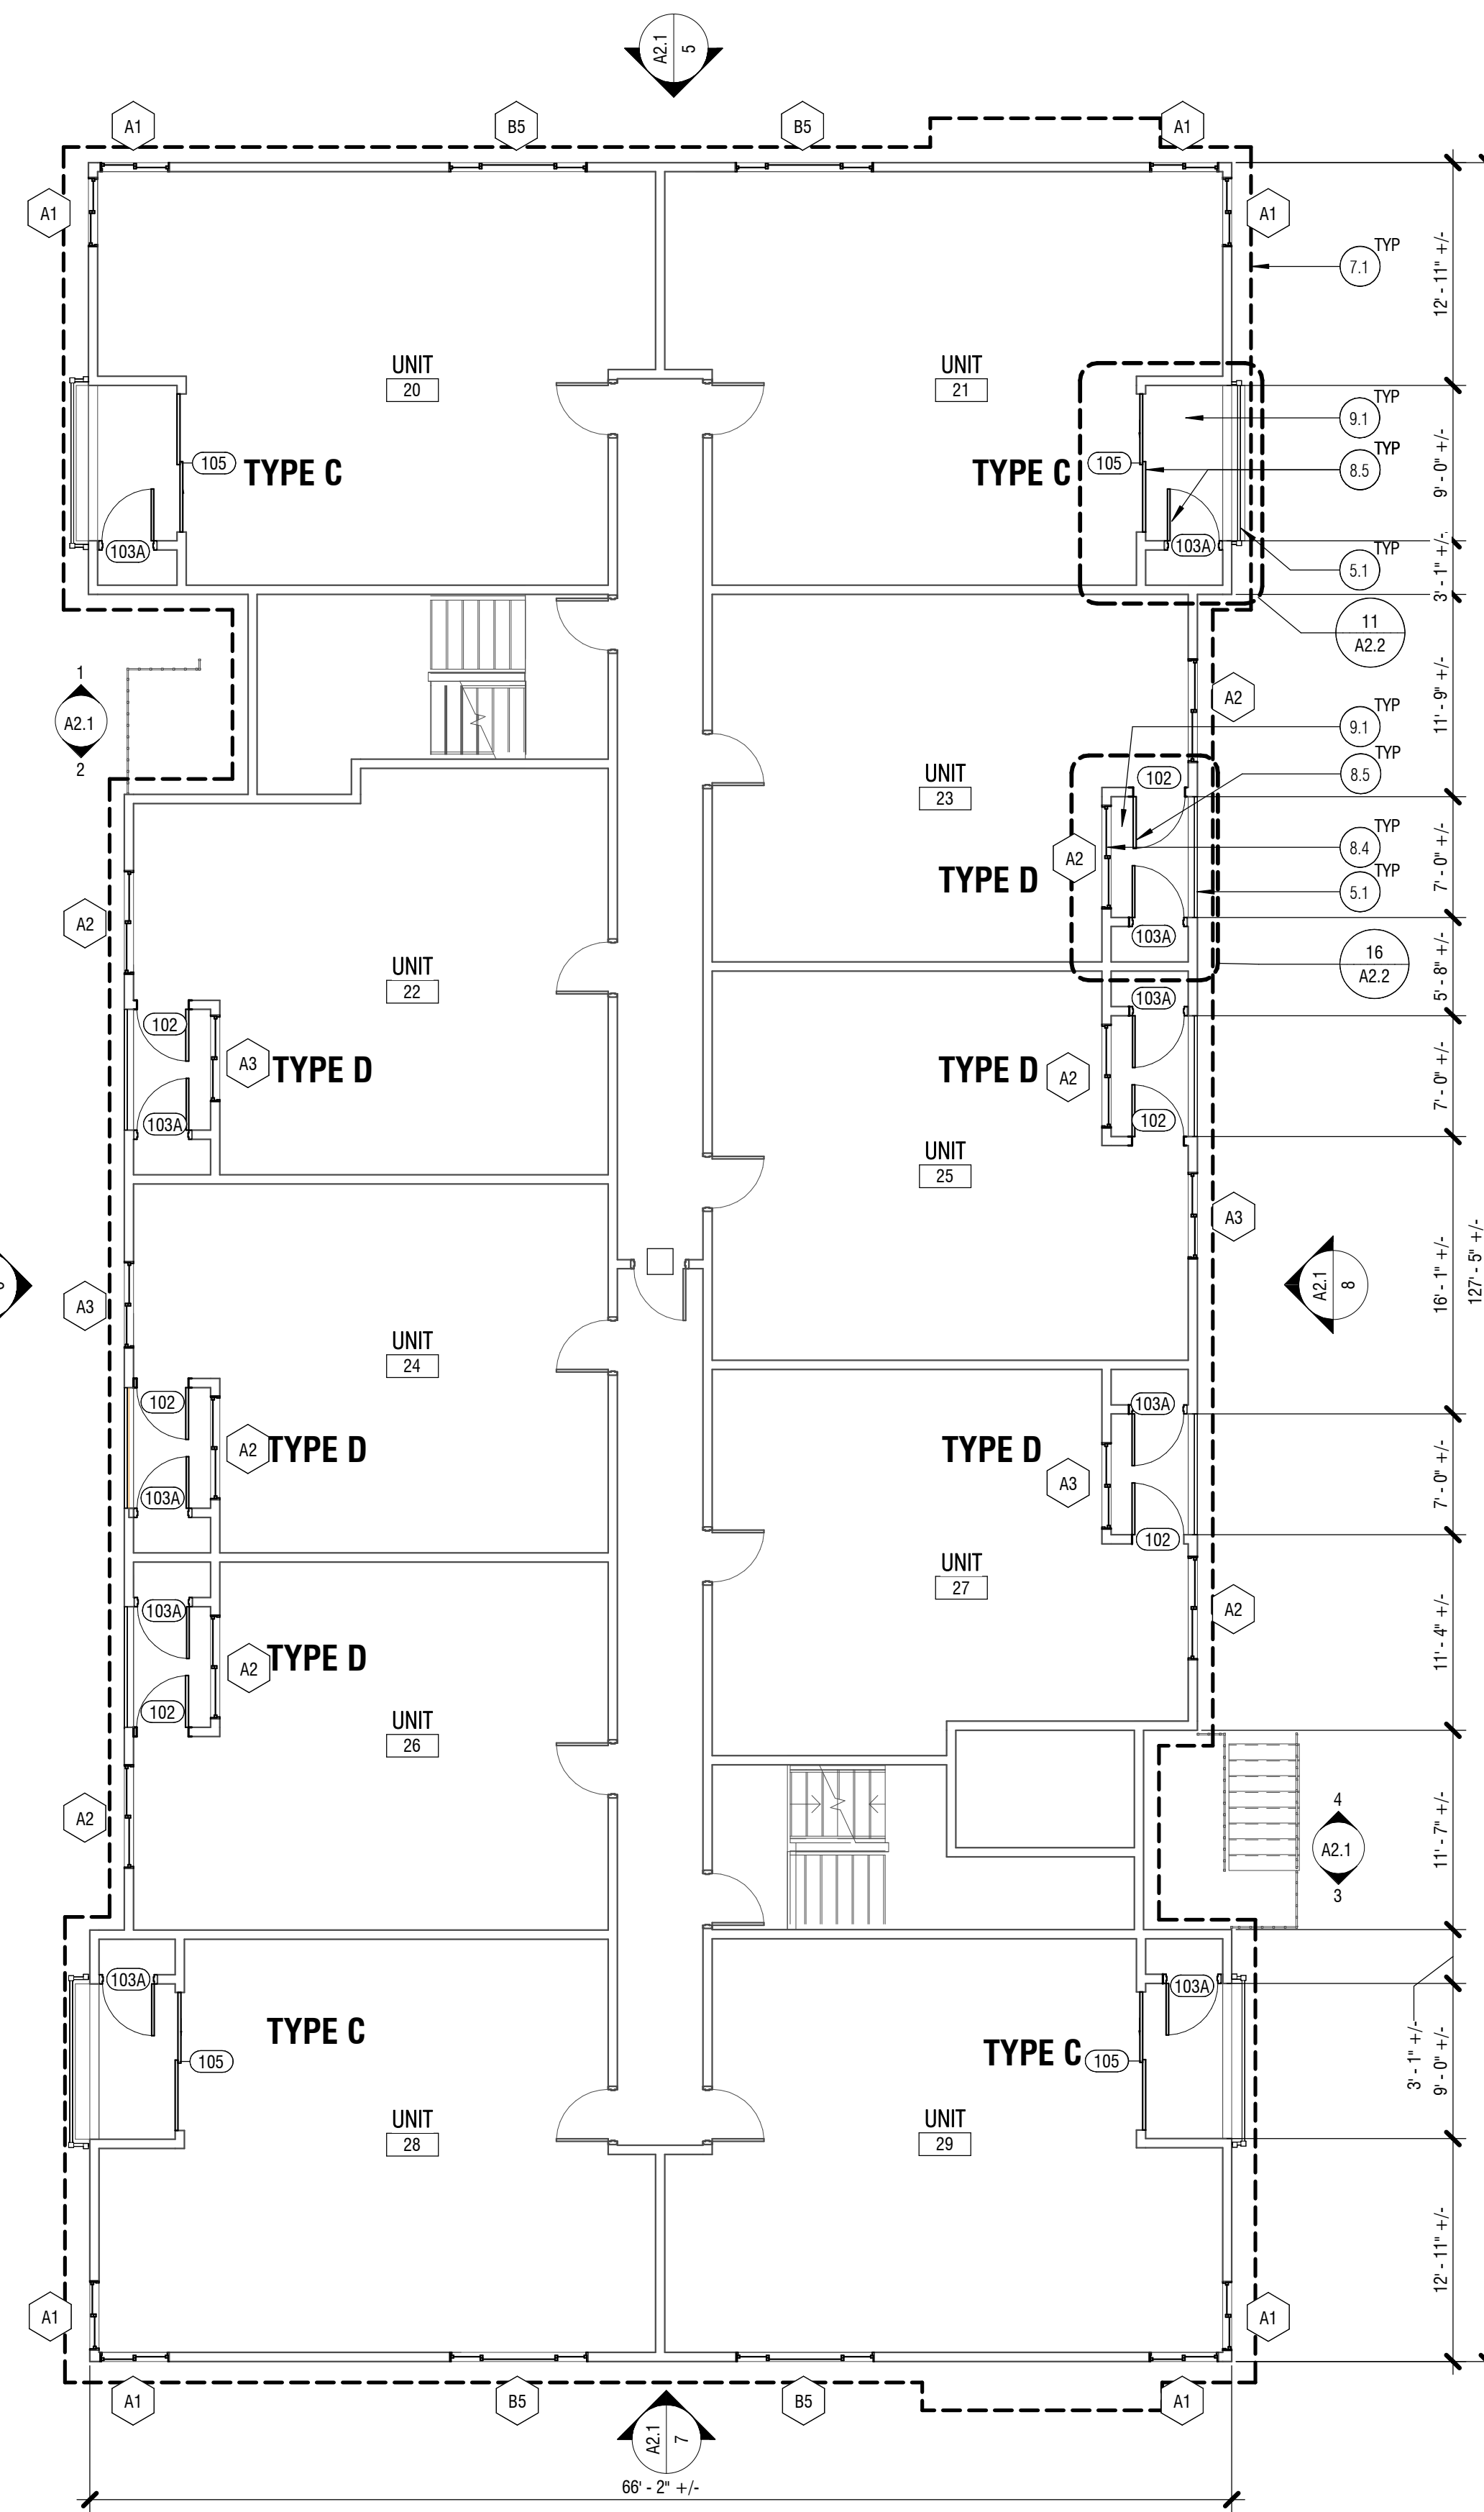 A2.1
5
A1
B5
B5
A1
A1
A1
TYP
7.1
12' - 11" +/-
UNIT
20
UNIT
21
TYP
9.1
105
TYPE C
TYPE C
105
TYP
8.5
9' - 0" +/-
103A
103A
TYP
5.1
3' - 1" +/-
11
A2.2
1
A2.1
2
A2
11' - 9" +/-
TYP
9.1
UNIT
23
102
TYP
8.5
A2
TYP
8.4
7' - 0" +/-
TYPE D
TYP
5.1
A2
103A
16
A2.2
5' - 8" +/-
UNIT
22
102
103A
A3
TYPE D
TYPE D
A2
7' - 0" +/-
103A
102
UNIT
25
A3
A3
A2.1
8
16' - 1" +/-
127' - 5" +/-
UNIT
24
102
103A
A2
TYPE D
TYPE D
103A
A3
7' - 0" +/-
102
UNIT
27
103A
A2
11' - 4" +/-
A2
TYPE D
102
UNIT
26
A2
11' - 7" +/-
4
A2.1
3
103A
103A
TYPE C
TYPE C
105
105
3' - 1" +/-
9' - 0" +/-
UNIT
28
UNIT
29
12' - 11" +/-
A1
A1
A1
B5
B5
A1
A2.1
7
66' - 2" +/-